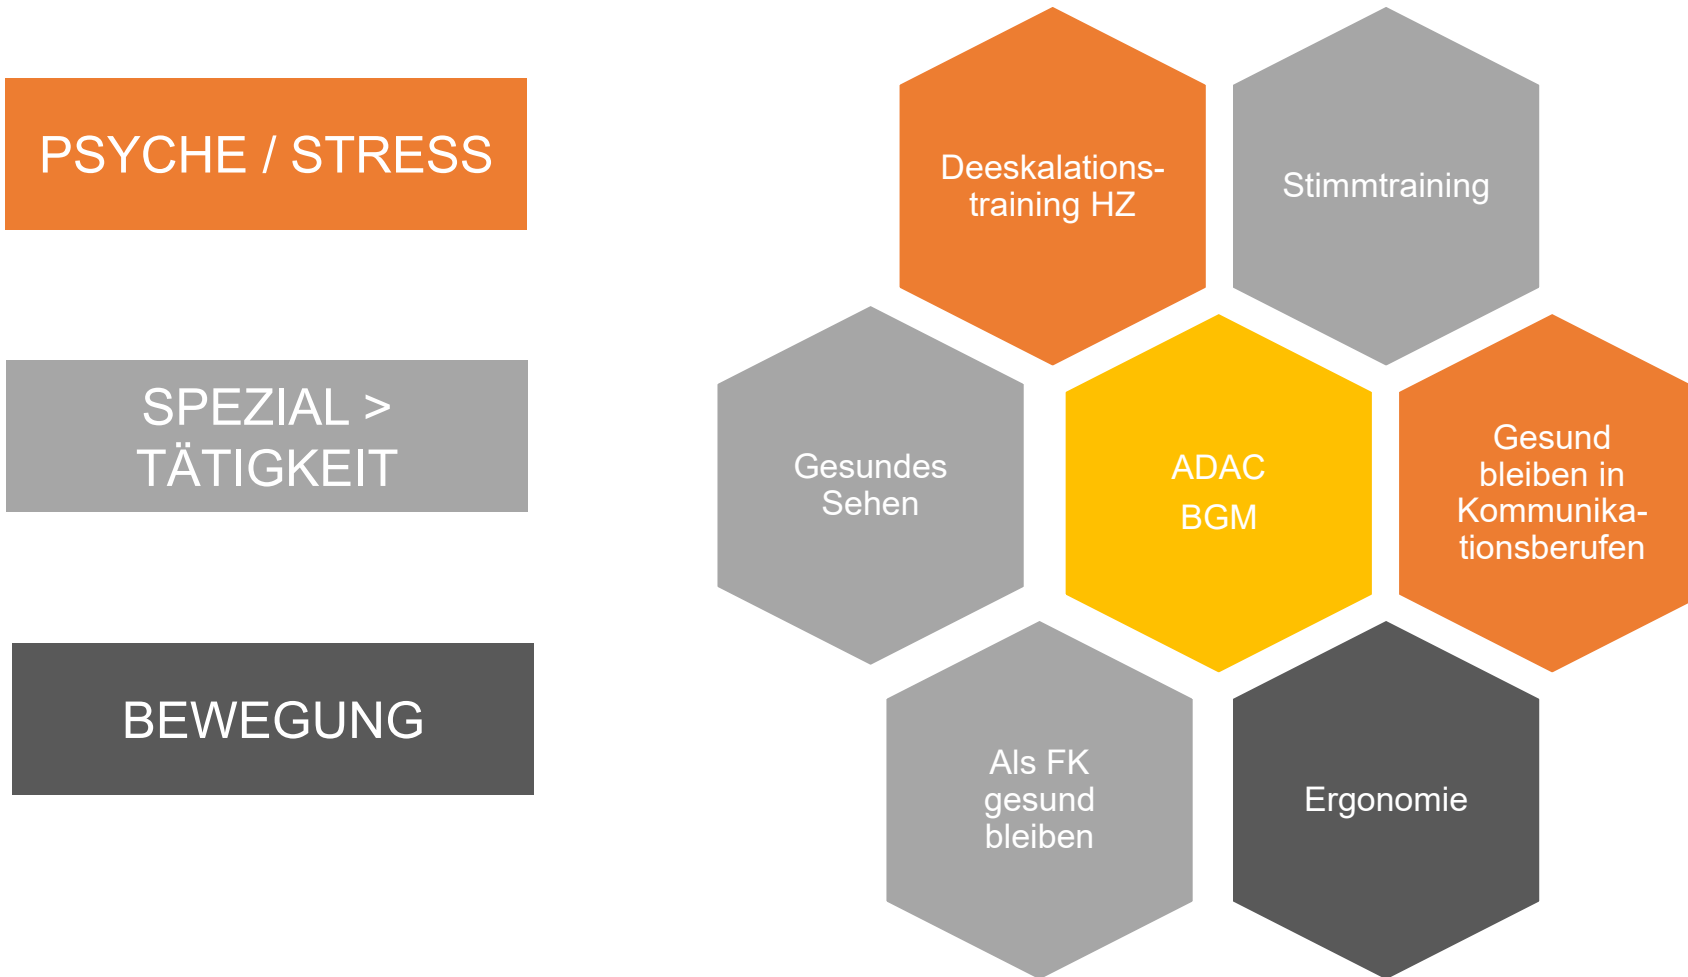 PSYCHE / STRESS
SPEZIAL >
TÄTIGKEIT
BEWEGUNG
Deeskalations-
training HZ
Stimmtraining
Gesundes
Sehen
ADAC
BGM
Gesund
bleiben in
Kommunika-
tionsberufen
Als FK
gesund
bleiben
Ergonomie